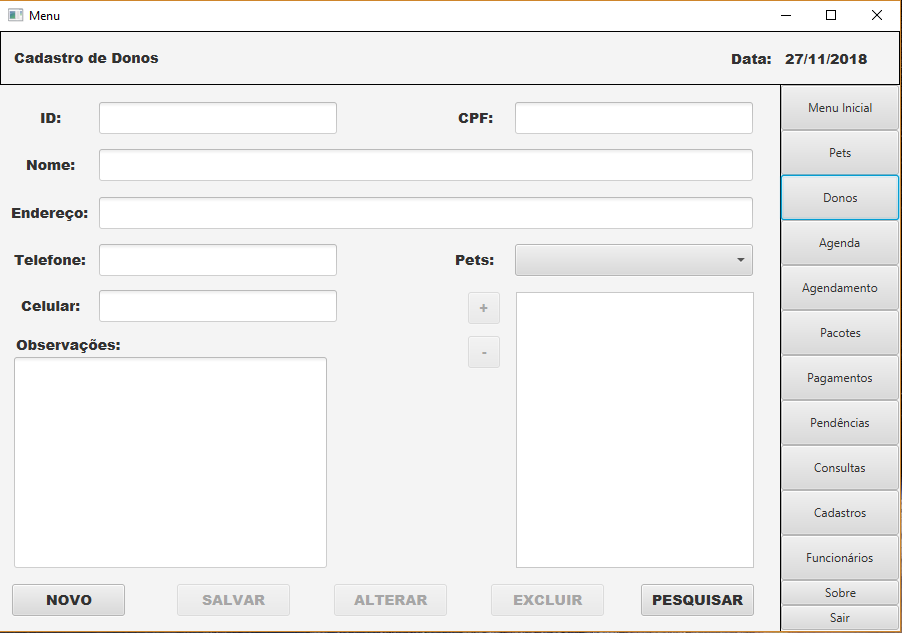 Menu
Cadastro de Donos
Data: 27/11/2018
ID:
CPF:
Nome:
Endereço:
Telefone:
Pets:
Celular:
+
-
Observações:
NOVO
SALVAR
ALTERAR
EXCLUIR
PESQUISAR
Menu Inicial
Pets
Donos
Agenda
Agendamento
Pacotes
Pagamentos
Pendências
Consultas
Cadastros
Funcionários
Sobre
Sair